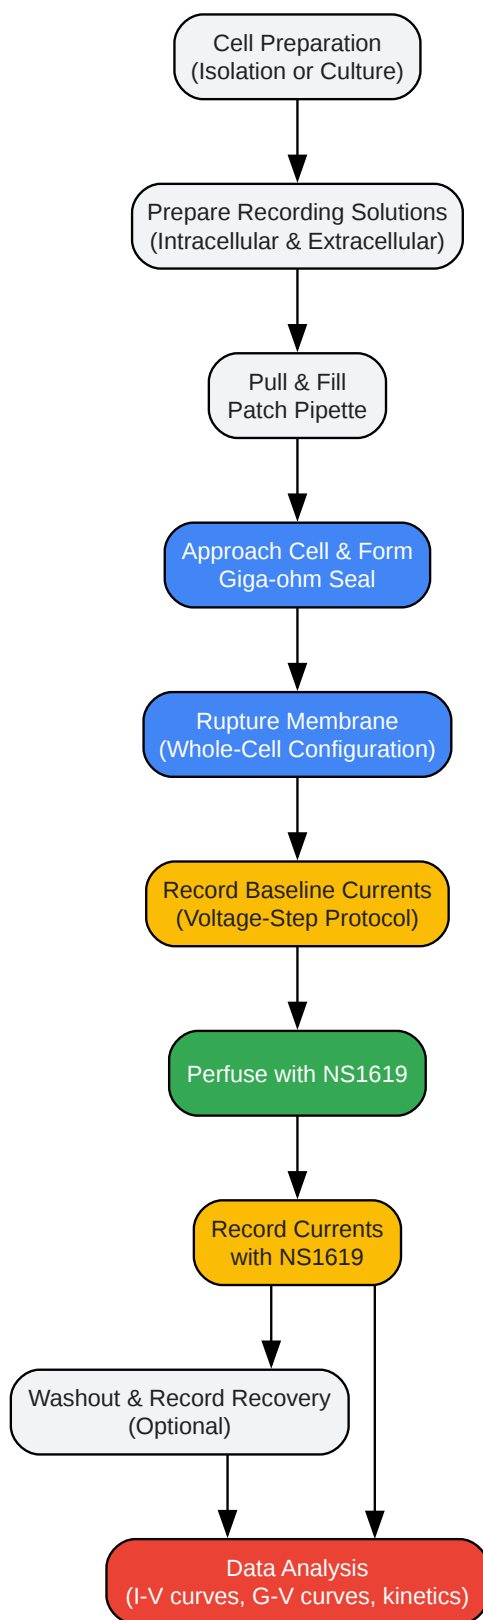 Cell Preparation
(Isolation or Culture)
Prepare Recording Solutions
(Intracellular & Extracellular)
Pull & Fill
Patch Pipette
Approach Cell & Form
Giga-ohm Seal
Rupture Membrane
(Whole-Cell Configuration)
Record Baseline Currents
(Voltage-Step Protocol)
Perfuse with NS1619
Record Currents
with NS1619
Washout & Record Recovery
(Optional)
Data Analysis
(I-V curves, G-V curves, kinetics)